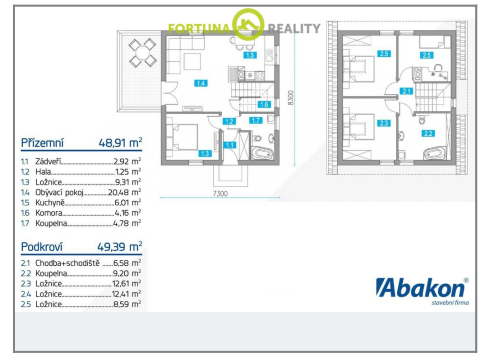 FORTUNA REALITY
2.5
2.5
1.5
1.4
2.1
1.6
1.2
1.7
2.3
2.2
1.3
1.1
8300
7300
Přízemní 48,91 m²
1.1 Zádveří 2,92 m²
1.2 Hala 1,25 m²
1.3 Ložnice 9,31 m²
1.4 Obývací pokoj 20,48 m²
1.5 Kuchyně 6,01 m²
1.6 Komora 4,16 m²
1.7 Koupelna 4,78 m²
Podkroví 49,39 m²
2.1 Chodba+schodiště 6,58 m²
2.2 Koupelna 9,20 m²
2.3 Ložnice 12,61 m²
2.4 Ložnice 12,41 m²
2.5 Ložnice 8,59 m²
Abakon®
stavební firma